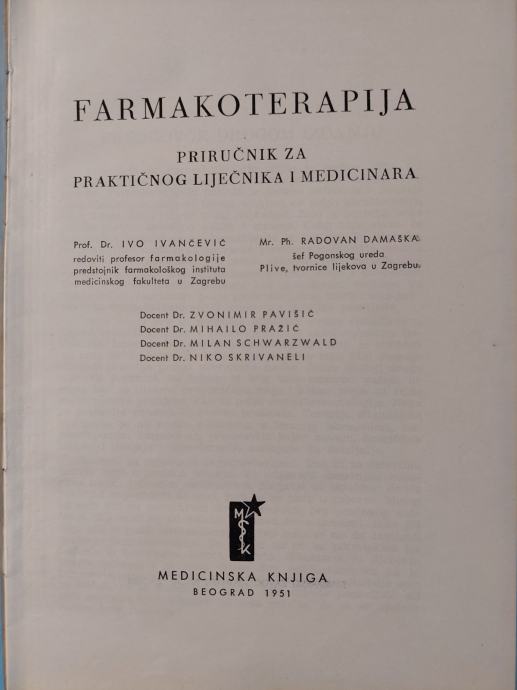 FARMAKOTERAPIJA
PRIRUČNIK ZA
PRAKTIČNOG LIJEČNIKA I MEDICINARA
Prof. Dr. IVO IVANČEVIĆ
redoviti profesor farmakologije
predstojnik farmakološkog instituta
medicinskog fakulteta u Zagrebu
Mr. Ph. RADOVAN DAMAŠKA
šef Pogonskog ureda
Plive, tvornice lijekova u Zagrebu
Docent Dr. ZVONIMIR PAVIŠIĆ
Docent Dr. MIHAILO PRAŽIĆ
Docent Dr. MILAN SCHWARZWALD
Docent Dr. NIKO SKRIVANELI
M
K
MEDICINSKA KNJIGA
BEOGRAD 1951